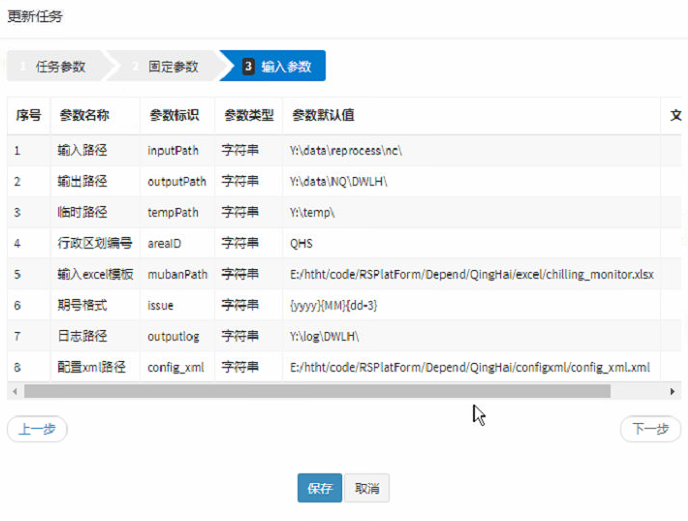 更新任务
1 任务参数 2 固定参数 3 输入参数
序号 参数名称 参数标识 参数类型 参数默认值 文
1 输入路径 inputPath 字符串 Y:\data\reprocess\nc\
2 输出路径 outputPath 字符串 Y:\data\NQ\DWLH\
3 临时路径 tempPath 字符串 Y:\temp\
4 行政区划编号 areaID 字符串 QHS
5 输入excel模板 mubanPath 字符串 E:/htht/code/RSPlatForm/Depend/QingHai/excel/chilling_monitor.xlsx
6 期号格式 issue 字符串 {yyyy}{MM}{dd-3}
7 日志路径 outputlog 字符串 Y:\log\DWLH\
8 配置xml路径 config_xml 字符串 E:/htht/code/RSPlatForm/Depend/QingHai/configxml/config_xml.xml
上一步 下一步
保存 取消